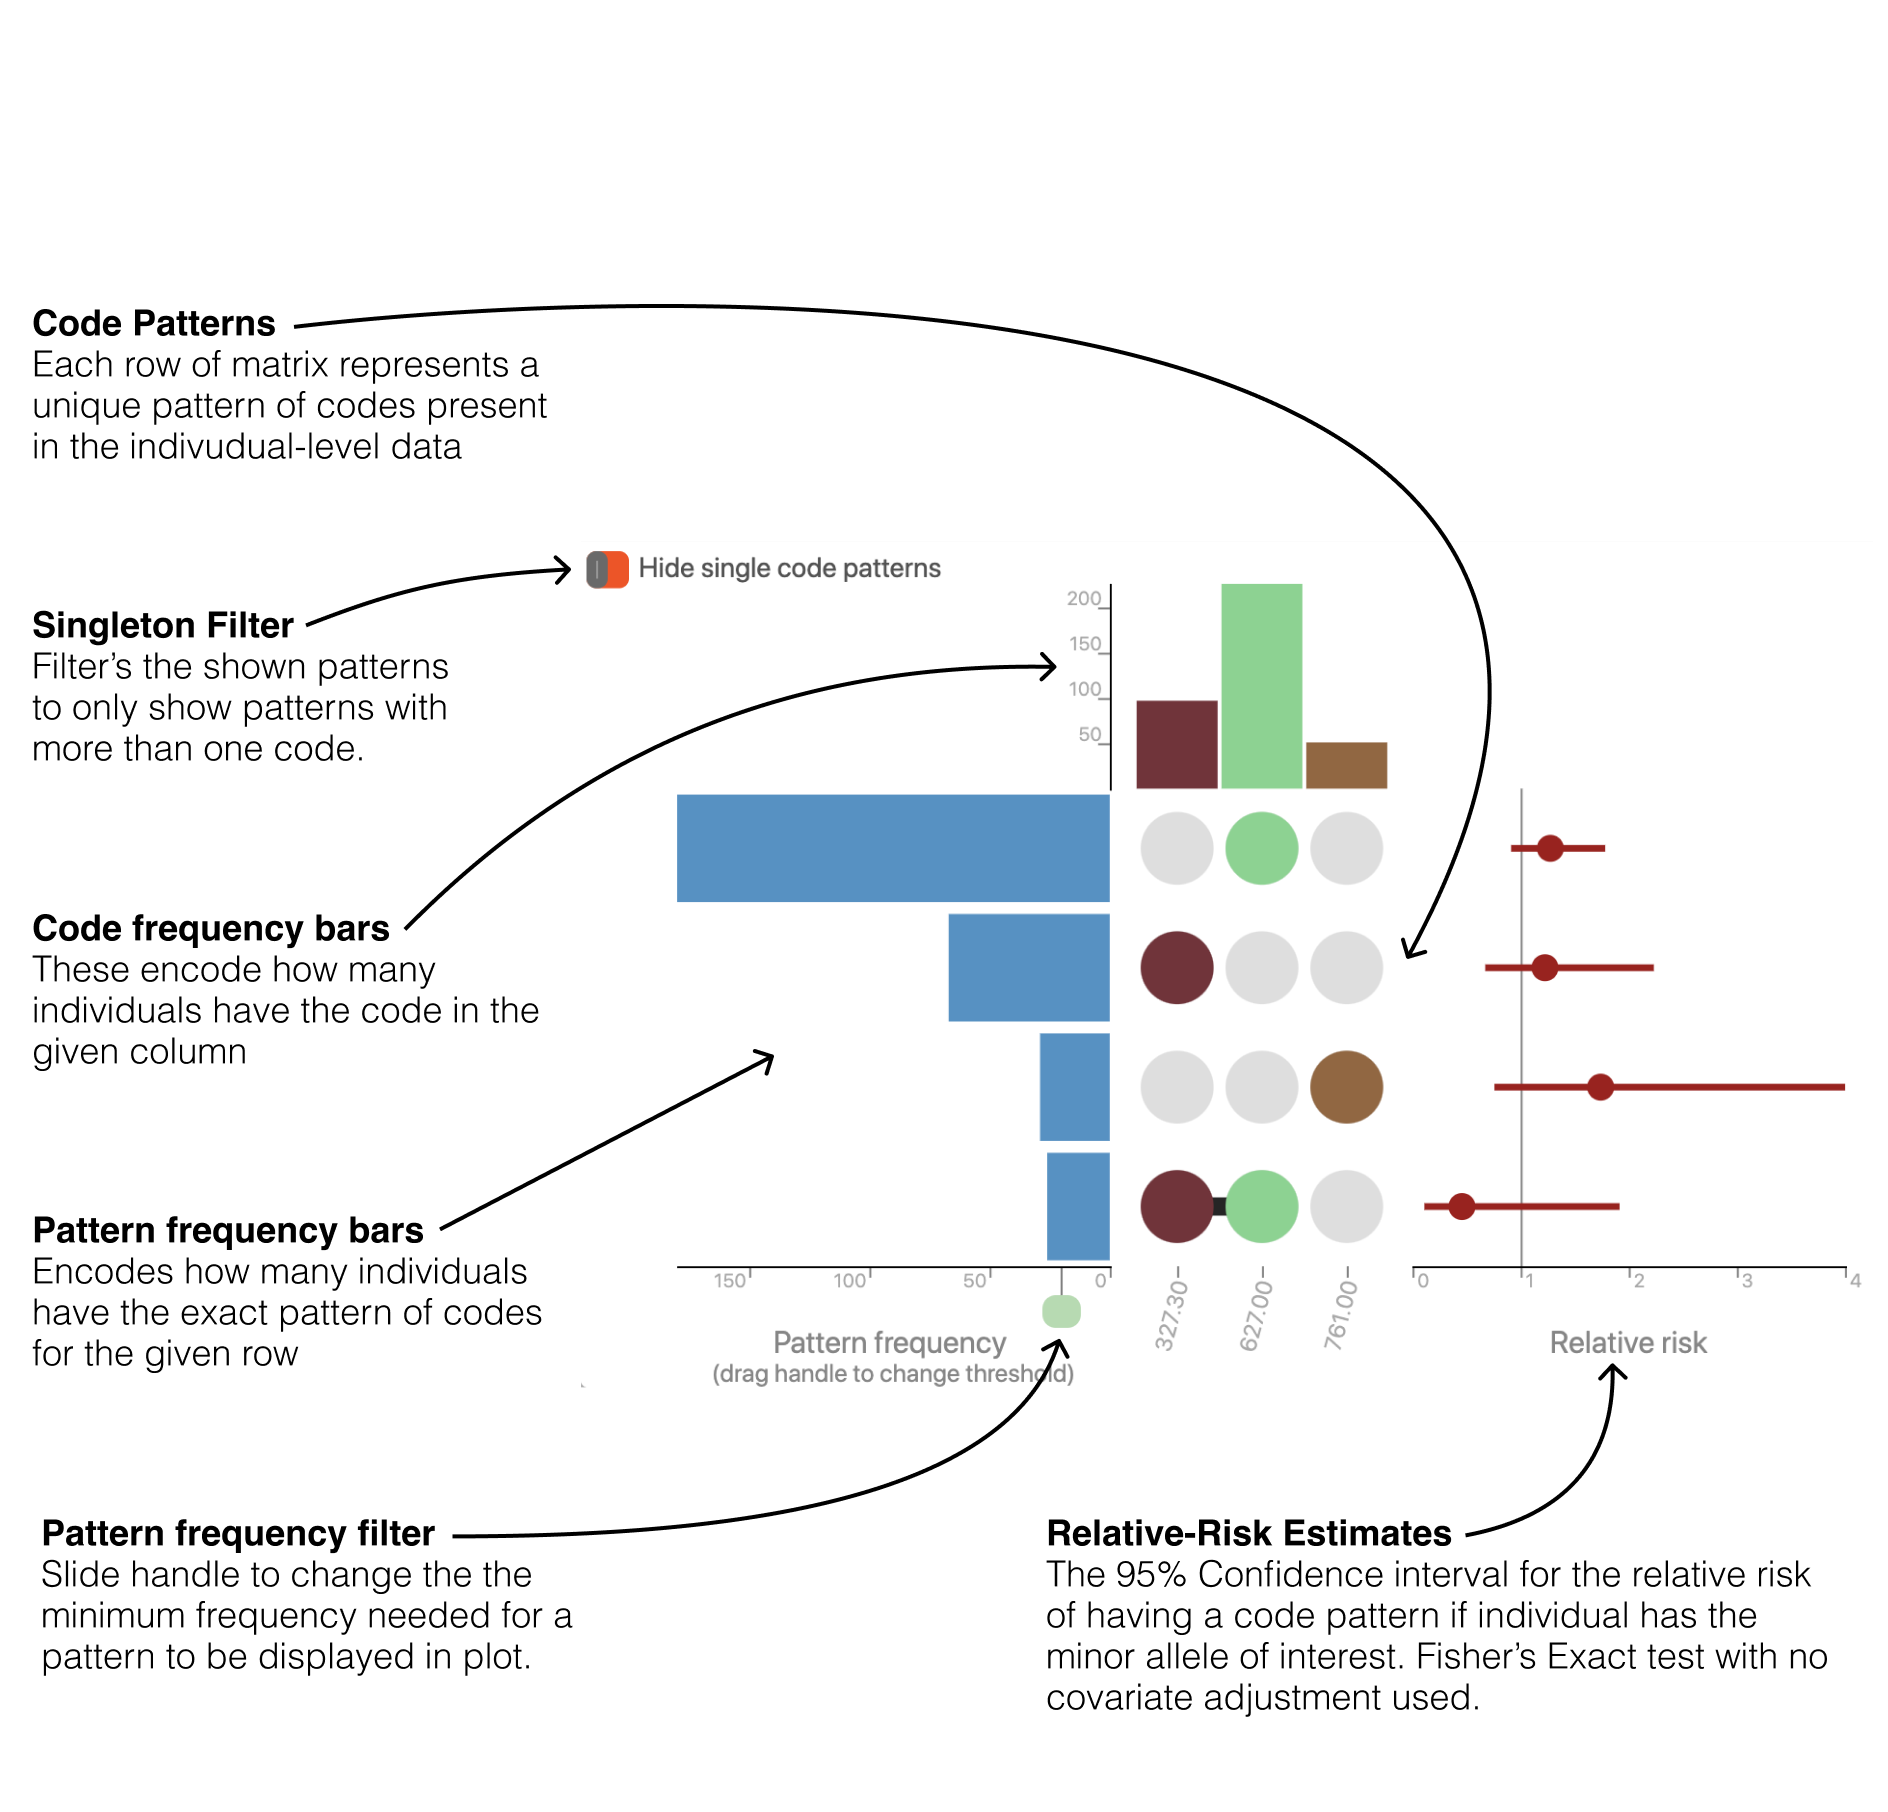 Code Patterns
Each row of matrix represents a
unique pattern of codes present
in the indivudual-level data
Hide single code patterns
Singleton Filter
Filter’s the shown patterns
to only show patterns with
more than one code.
200
150
100
50
Code frequency bars
These encode how many
individuals have the code in the
given column
Pattern frequency bars
Encodes how many individuals
have the exact pattern of codes
for the given row
150 100 50 0
327.30 627.00 761.00
0 1 2 3 4
Pattern frequency
(drag handle to change threshold)
Relative risk
Pattern frequency filter
Slide handle to change the the
minimum frequency needed for a
pattern to be displayed in plot.
Relative-Risk Estimates
The 95% Confidence interval for the relative risk
of having a code pattern if individual has the
minor allele of interest. Fisher’s Exact test with no
covariate adjustment used.